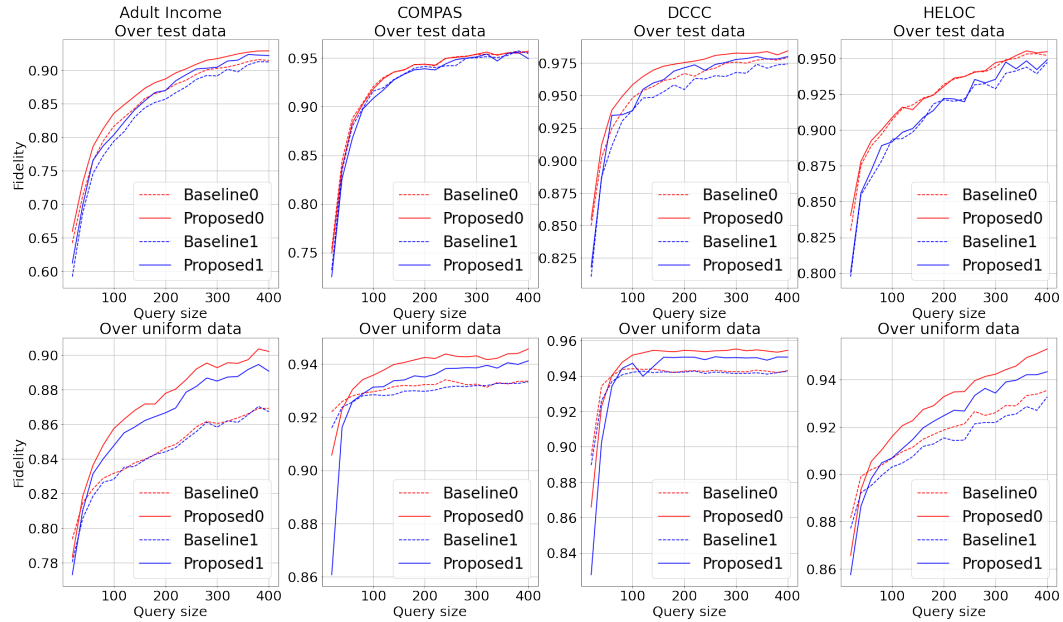 Adult Income
Over test data
COMPAS
Over test data
DCCC
Over test data
HELOC
Over test data
Fidelity
0.90
0.85
0.80
0.75
0.70
0.65
0.60
Baseline0
Proposed0
Baseline1
Proposed1
100
200
300
400
Query size
0.95
0.90
0.85
0.80
0.75
Baseline0
Proposed0
Baseline1
Proposed1
100
200
300
400
Query size
0.975
0.950
0.925
0.900
0.875
0.850
0.825
Baseline0
Proposed0
Baseline1
Proposed1
100
200
300
400
Query size
0.950
0.925
0.900
0.875
0.850
0.825
0.800
Baseline0
Proposed0
Baseline1
Proposed1
100
200
300
400
Query size
Over uniform data
Fidelity
0.90
0.88
0.86
0.84
0.82
0.80
0.78
Baseline0
Proposed0
Baseline1
Proposed1
100
200
300
400
Query size
Over uniform data
0.94
0.92
0.90
0.88
0.86
Baseline0
Proposed0
Baseline1
Proposed1
100
200
300
400
Query size
Over uniform data
0.96
0.94
0.92
0.90
0.88
0.86
0.84
Baseline0
Proposed0
Baseline1
Proposed1
100
200
300
400
Query size
Over uniform data
0.94
0.92
0.90
0.88
0.86
Baseline0
Proposed0
Baseline1
Proposed1
100
200
300
400
Query size